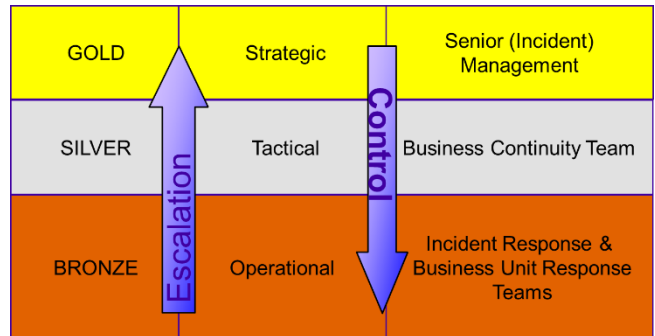 GOLD
Strategic
Senior (Incident)
Management
SILVER
Tactical
Business Continuity Team
BRONZE
Operational
Incident Response &
Business Unit Response
Teams
Escalation
Control